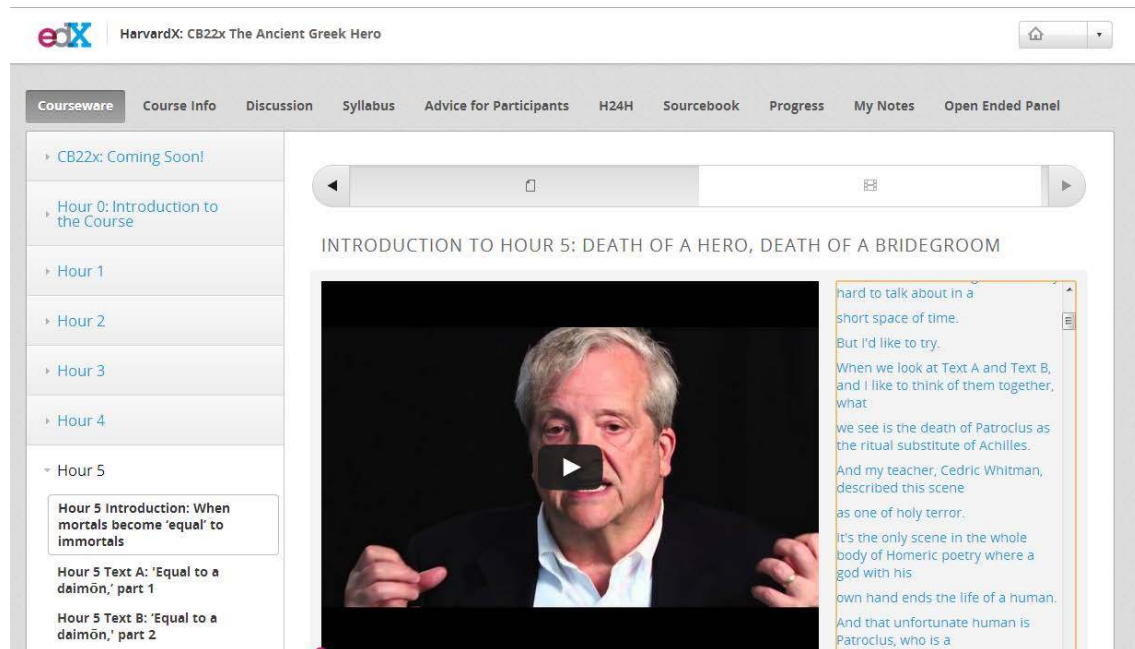 edX
HarvardX: CB22x The Ancient Greek Hero
Courseware
Course Info
Discussion
Syllabus
Advice for Participants
H24H
Sourcebook
Progress
My Notes
Open Ended Panel
CB22x: Coming Soon!
Hour 0: Introduction to
the Course
Hour 1
Hour 2
Hour 3
Hour 4
Hour 5
Hour 5 Introduction: When
mortals become ‘equal’ to
immortals
Hour 5 Text A: 'Equal to a
daimōn,’ part 1
Hour 5 Text B: ‘Equal to a
daimōn,' part 2
INTRODUCTION TO HOUR 5: DEATH OF A HERO, DEATH OF A BRIDEGROOM
hard to talk about in a
short space of time.
But I'd like to try.
When we look at Text A and Text B,
and I like to think of them together,
what
we see is the death of Patroclus as
the ritual substitute of Achilles.
And my teacher, Cedric Whitman,
described this scene
as one of holy terror.
It's the only scene in the whole
body of Homeric poetry where a
god with his
own hand ends the life of a human.
And that unfortunate human is
Patroclus, who is a